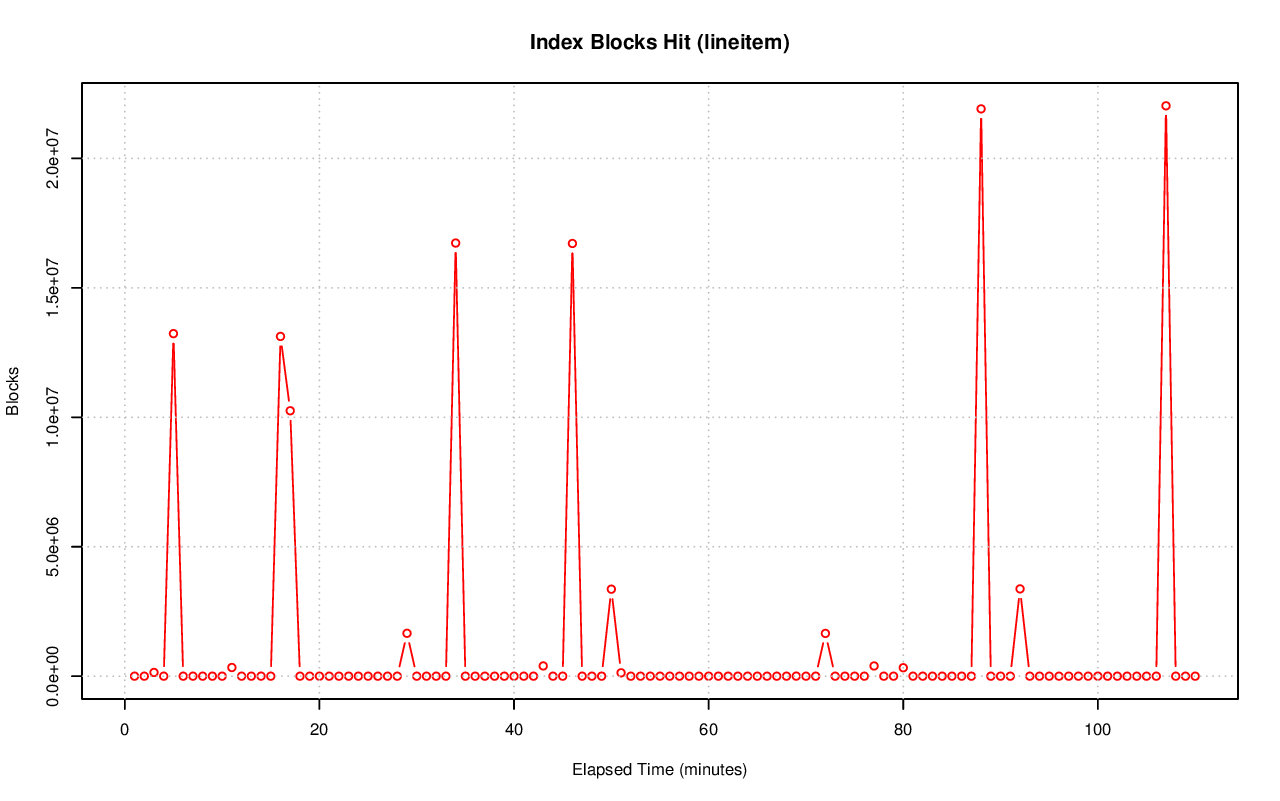 Index Blocks Hit (lineitem)
Blocks
2.0e+07
1.5e+07
1.0e+07
5.0e+06
0.0e+00
0 20 40 60 80 100
Elapsed Time (minutes)